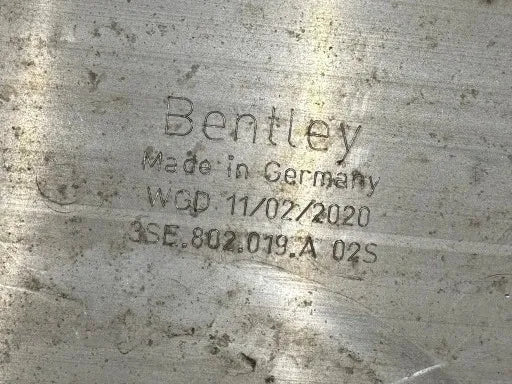 Bentley
Made in Germany
WGD 11/02/2020
3SE.802.019.A 02S